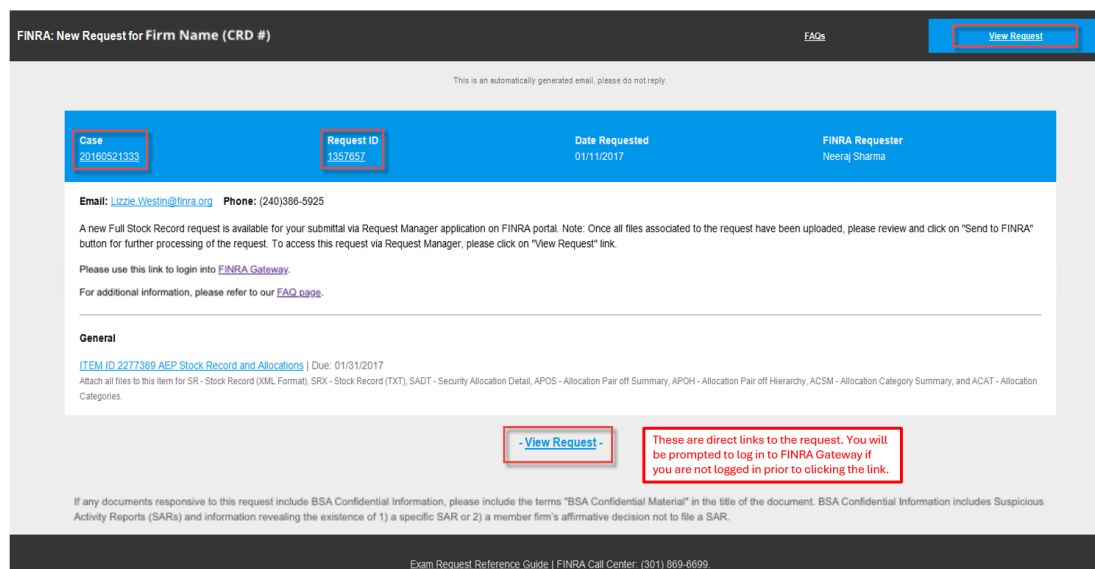 FINRA: New Request for Firm Name (CRD #)
FAQs
View Request
This is an automatically generated email, please do not reply.
Case
Request ID
Date Requested
FINRA Requester
20160521333
1357657
01/11/2017
Neeraj Sharma
Email: Lizzie.Westin@finra.org Phone: (240)386-5925
A new Full Stock Record request is available for your submittal via Request Manager application on FINRA portal. Note: Once all files associated to the request have been uploaded, please review and click on "Send to FINRA"
button for further processing of the request. To access this request via Request Manager, please click on "View Request" link.
Please use this link to login into FINRA Gateway.
For additional information, please refer to our FAQ page.
General
ITEM ID 2277389 AEP Stock Record and Allocations | Due: 01/31/2017
Attach all files to this item for SR - Stock Record (XML Format), SRX - Stock Record (TXT), SADT - Security Allocation Detail, APOS - Allocation Pair off Summary, APOH - Allocation Pair off Hierarchy, ACSM - Allocation Category Summary, and ACAT - Allocation
Categories.
- View Request -
These are direct links to the request. You will
be prompted to log in to FINRA Gateway if
you are not logged in prior to clicking the link.
If any documents responsive to this request include BSA Confidential Information, please include the terms "BSA Confidential Material" in the title of the document. BSA Confidential Information includes Suspicious
Activity Reports (SARs) and information revealing the existence of 1) a specific SAR or 2) a member firm's affirmative decision not to file a SAR.
Exam Request Reference Guide | FINRA Call Center: (301) 869-6699.